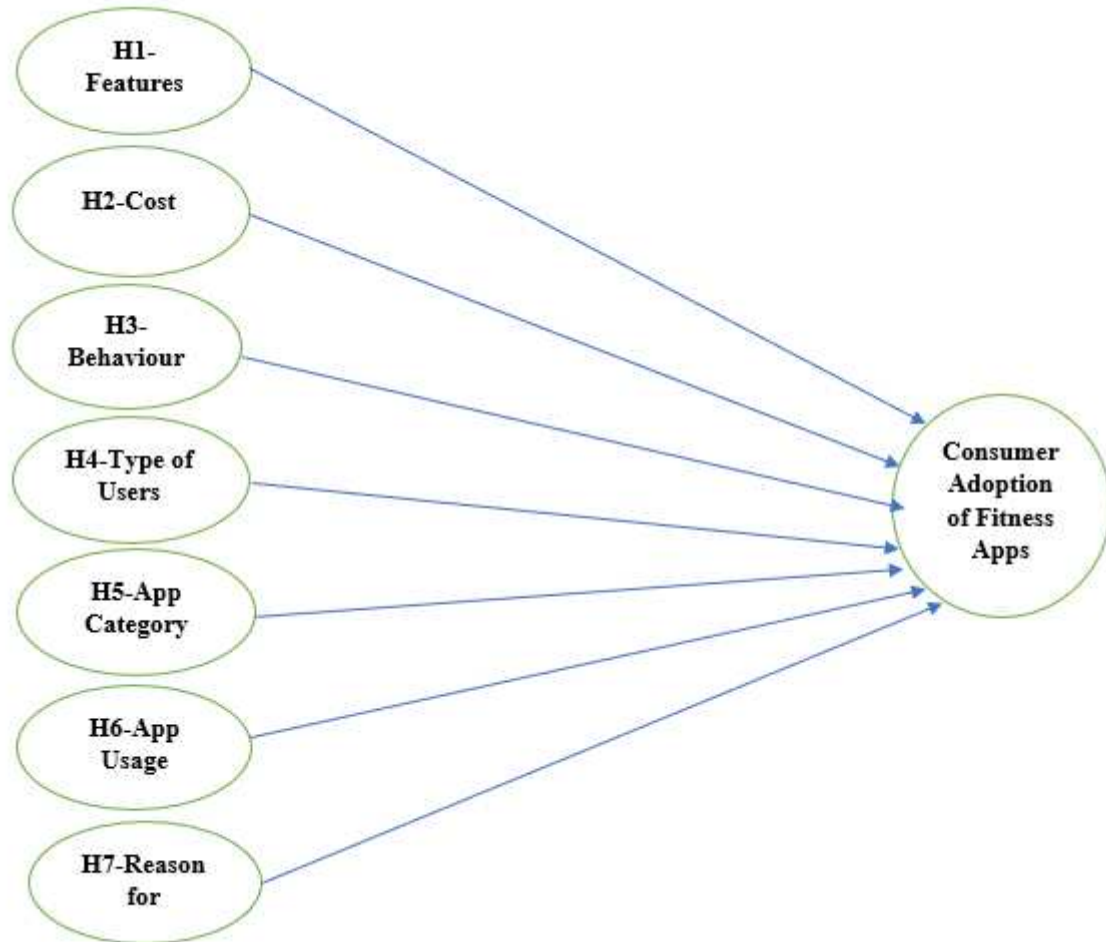 H1-
Features
H2-Cost
H3-
Behaviour
H4-Type of
Users
H5-App
Category
H6-App
Usage
H7-Reason
for
Consumer
Adoption
of Fitness
Apps